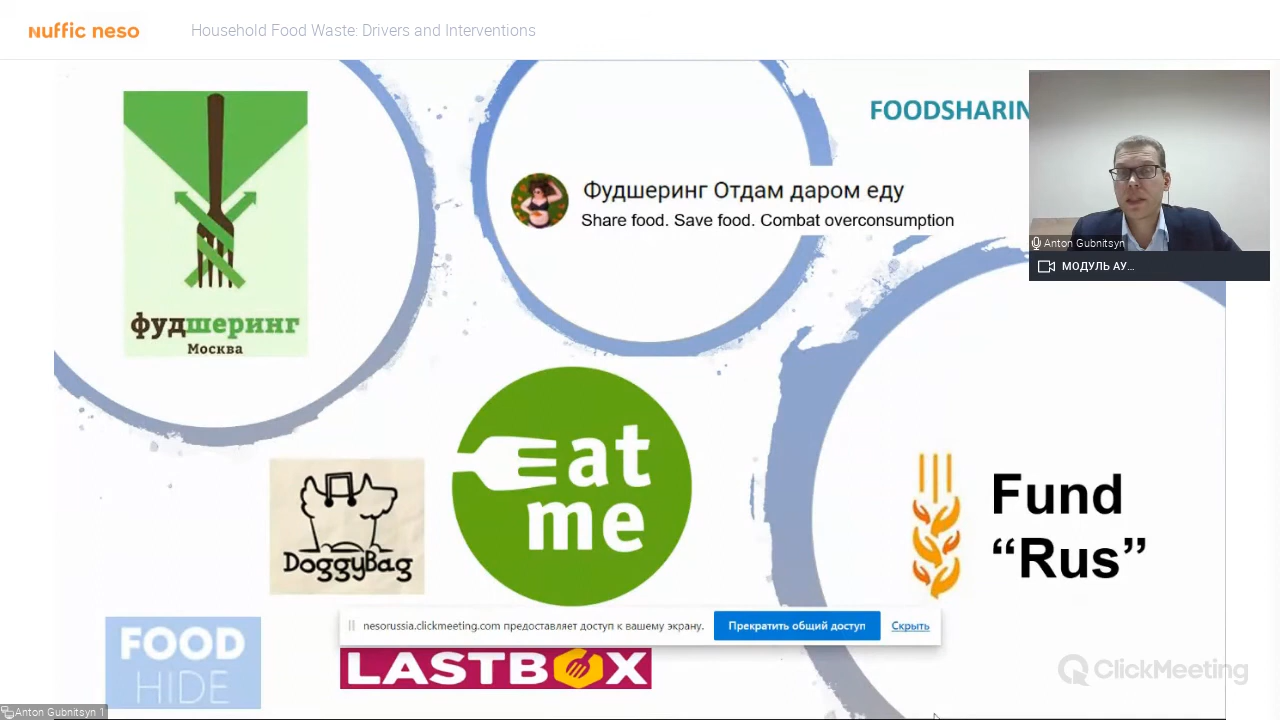 nuffic neso
Household Food Waste: Drivers and Interventions
FOODSHARIN
Фудшеринг Отдам даром еду
Share food. Save food. Combat overconsumption
Anton Gubnitsyn
МОДУЛЬ АУ...
фудшеринг
Москва
eat
me
DoggyBag
Fund
“Rus”
FOOD
HIDE
nesorussia.clickmeeting.com предоставляет доступ к вашему экрану.
Прекратить общий доступ
Скрыть
LASTBOX
ClickMeeting
Anton Gubnitsyn 1